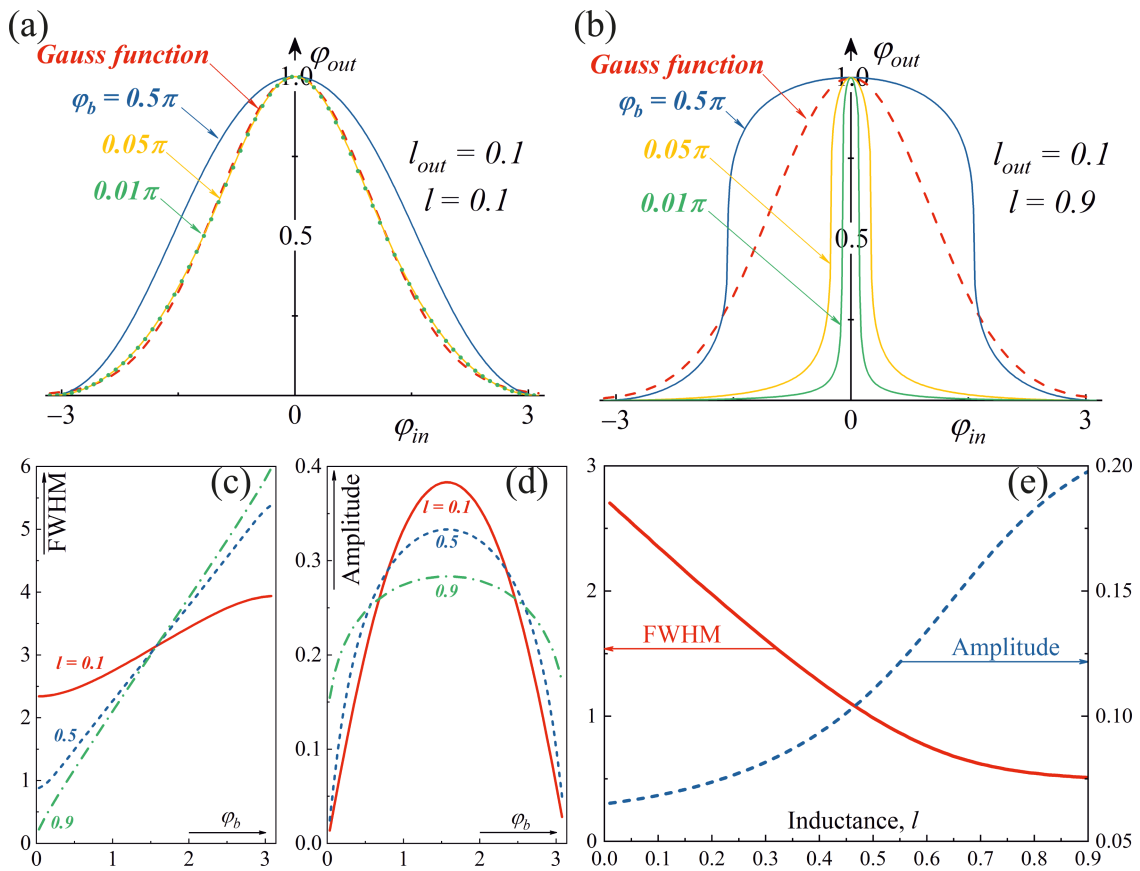 (a)
φout
Gauss function
1.0
φb = 0.5π
0.05π
0.01π
lout = 0.1
l = 0.1
0.5
−3
0
3
φin
(b)
φout
Gauss function
1.0
φb = 0.5π
0.05π
0.01π
lout = 0.1
l = 0.9
0.5
−3
0
3
φin
(c)
FWHM
6
5
4
3
2
1
0
l = 0.1
0.5
0.9
φb
0
1
2
3
(d)
Amplitude
0.4
0.3
0.2
0.1
0.0
l = 0.1
0.5
0.9
φb
0
1
2
3
(e)
3
2
1
0
FWHM
Amplitude
0.20
0.15
0.10
0.05
Inductance, l
0.0
0.1
0.2
0.3
0.4
0.5
0.6
0.7
0.8
0.9